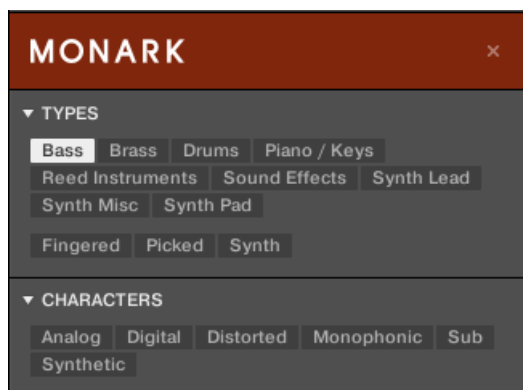 MONARK ×
▼ TYPES
Bass Brass Drums Piano / Keys
Reed Instruments Sound Effects Synth Lead
Synth Misc Synth Pad
Fingered Picked Synth
▼ CHARACTERS
Analog Digital Distorted Monophonic Sub
Synthetic